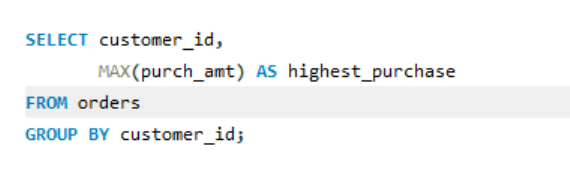 SELECT customer_id,
MAX(purch_amt) AS highest_purchase
FROM orders
GROUP BY customer_id;